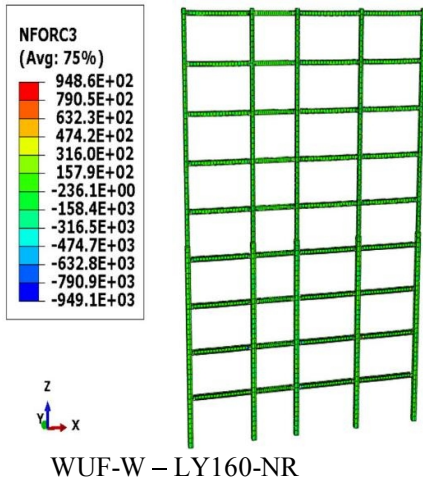 NFORC3
(Avg: 75%)
948.6E+02
790.5E+02
632.3E+02
474.2E+02
316.0E+02
157.9E+02
-236.1E+00
-158.4E+03
-316.5E+03
-474.7E+03
-632.8E+03
-790.9E+03
-949.1E+03
Z
Y X
WUF-W – LY160-NR